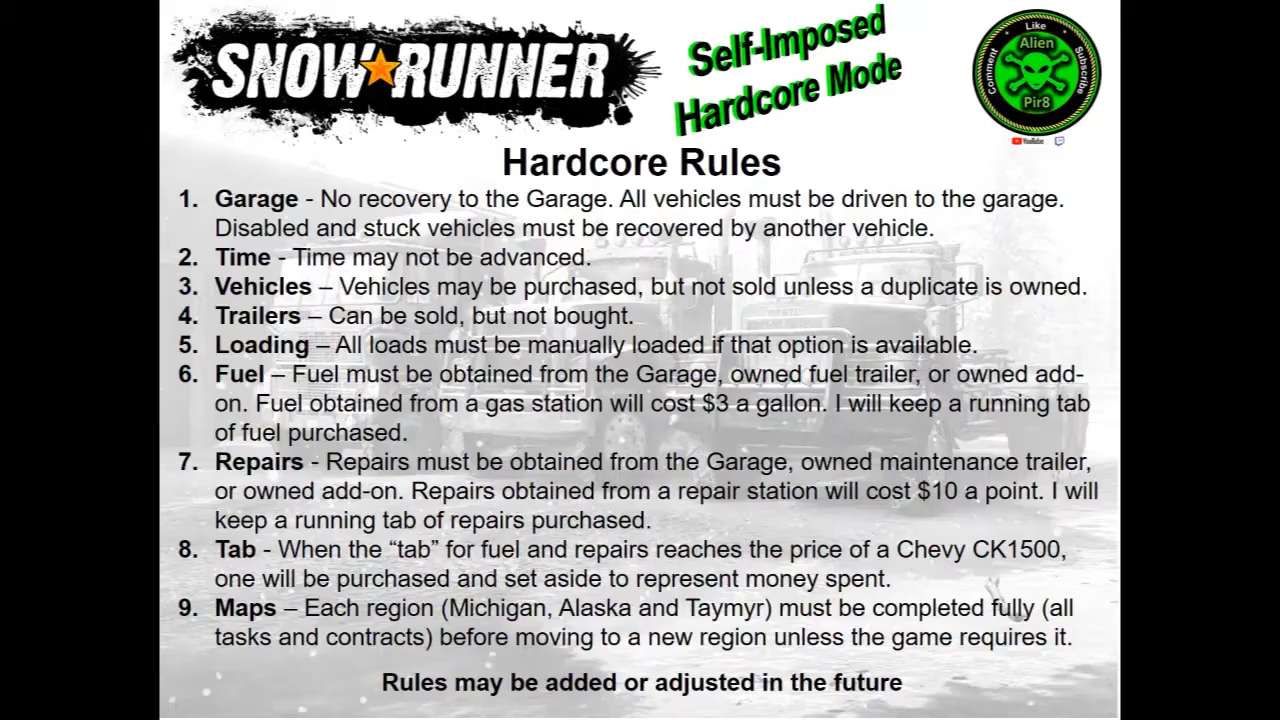 SNOWRUNNER
Self-Imposed
Hardcore Mode
Like
Comment
Subscribe
Alien
Pir8
YouTube
Hardcore Rules
1. Garage - No recovery to the Garage. All vehicles must be driven to the garage.
Disabled and stuck vehicles must be recovered by another vehicle.
2. Time - Time may not be advanced.
3. Vehicles – Vehicles may be purchased, but not sold unless a duplicate is owned.
4. Trailers – Can be sold, but not bought.
5. Loading – All loads must be manually loaded if that option is available.
6. Fuel – Fuel must be obtained from the Garage, owned fuel trailer, or owned add-
on. Fuel obtained from a gas station will cost $3 a gallon. I will keep a running tab
of fuel purchased.
7. Repairs - Repairs must be obtained from the Garage, owned maintenance trailer,
or owned add-on. Repairs obtained from a repair station will cost $10 a point. I will
keep a running tab of repairs purchased.
8. Tab - When the “tab” for fuel and repairs reaches the price of a Chevy CK1500,
one will be purchased and set aside to represent money spent.
9. Maps – Each region (Michigan, Alaska and Taymyr) must be completed fully (all
tasks and contracts) before moving to a new region unless the game requires it.
Rules may be added or adjusted in the future